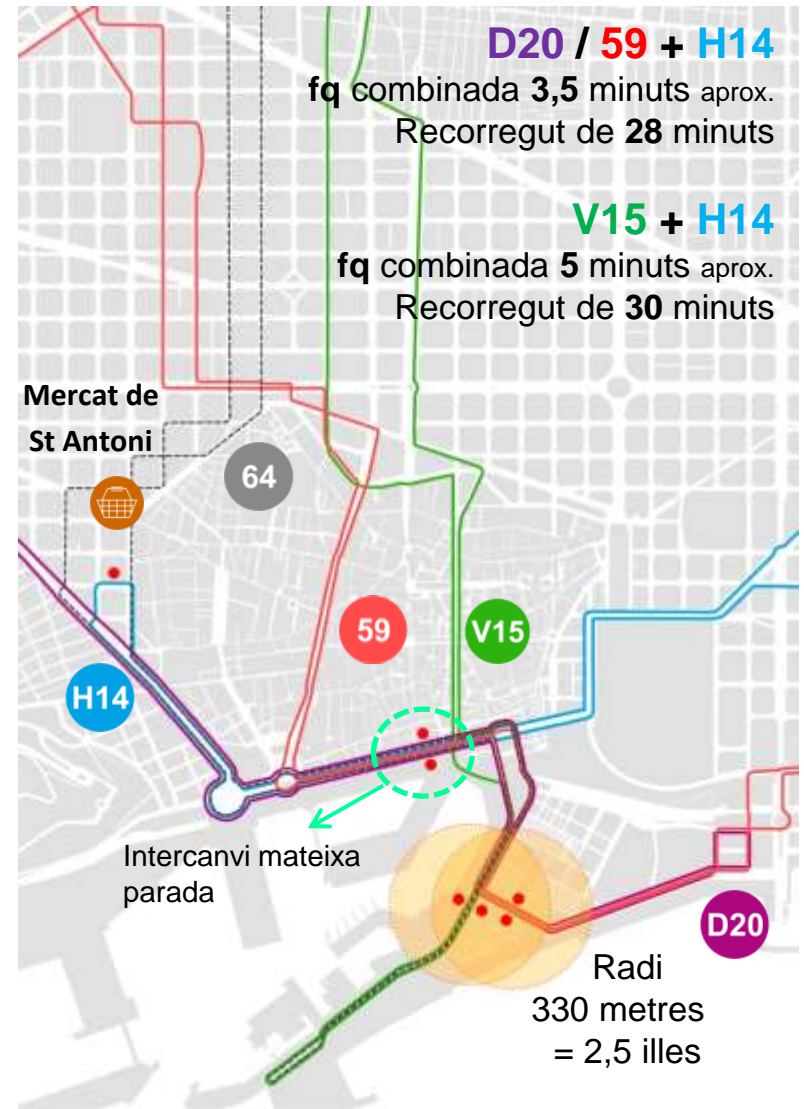 D20 / 59 + H14
fq combinada 3,5 minuts aprox.
Recorregut de 28 minuts
V15 + H14
fq combinada 5 minuts aprox.
Recorregut de 30 minuts
Mercat de
St Antoni
64
59
V15
H14
Intercanvi mateixa
parada
D20
Radi
330 metres
= 2,5 illes